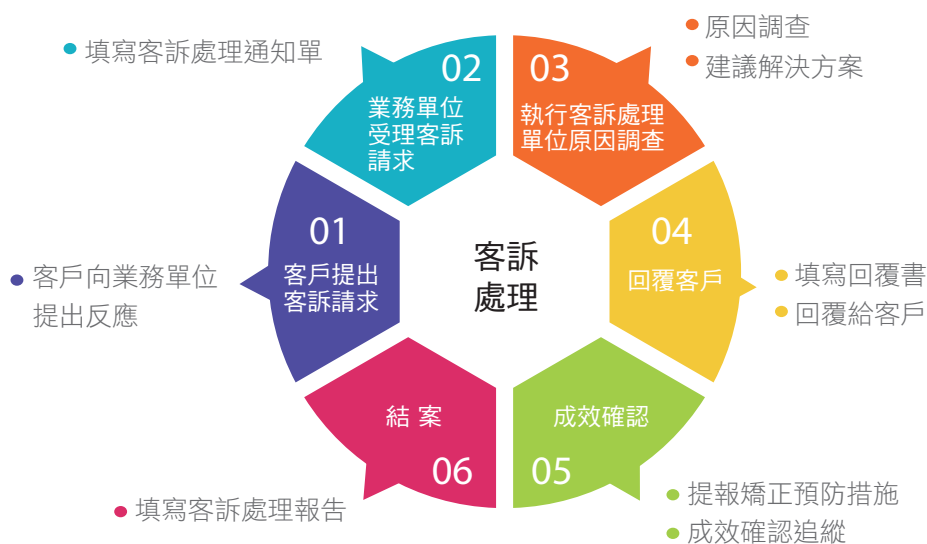 客訴
處理
01
客戶提出
客訴請求
客戶向業務單位
提出反應
02
業務單位
受理客訴
請求
填寫客訴處理通知單
03
執行客訴處理
單位原因調查
原因調查
建議解決方案
04
回覆客戶
填寫回覆書
回覆給客戶
成效確認
05
提報矯正預防措施
成效確認追縱
結 案
06
填寫客訴處理報告